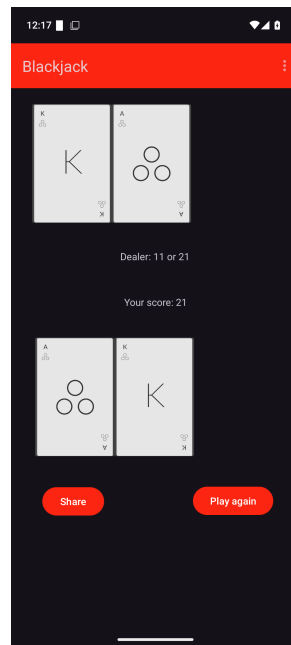 12:17
Blackjack
K A
K
K A
Dealer: 11 or 21
Your score: 21
A K
K
A K
Share Play again